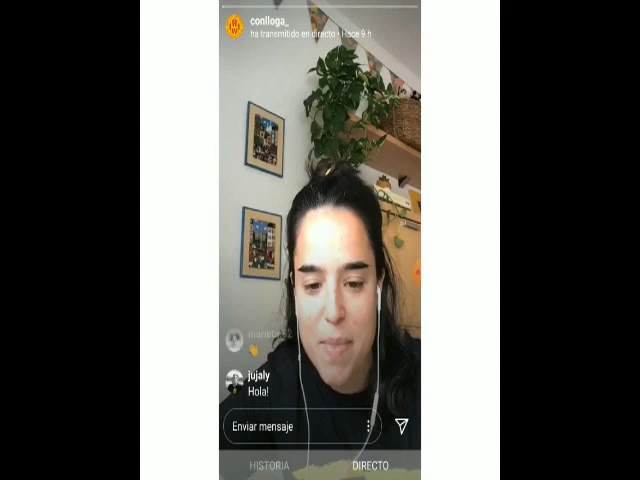 conlloga_
ha transmitido en directo · Hace 9 h
jujaly
Hola!
Enviar mensaje
HISTORIA
DIRECTO